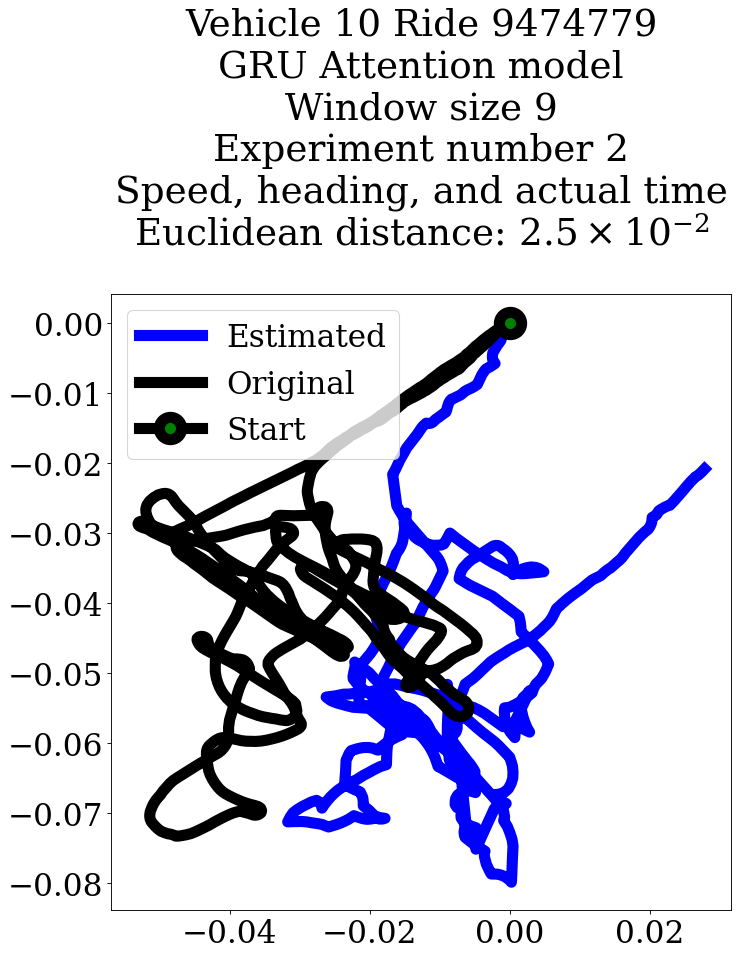 Vehicle 10 Ride 9474779
GRU Attention model
Window size 9
Experiment number 2
Speed, heading, and actual time
Euclidean distance: 2.5 × 10⁻²
Estimated
Original
Start
0.00
−0.01
−0.02
−0.03
−0.04
−0.05
−0.06
−0.07
−0.08
−0.04
−0.02
0.00
0.02